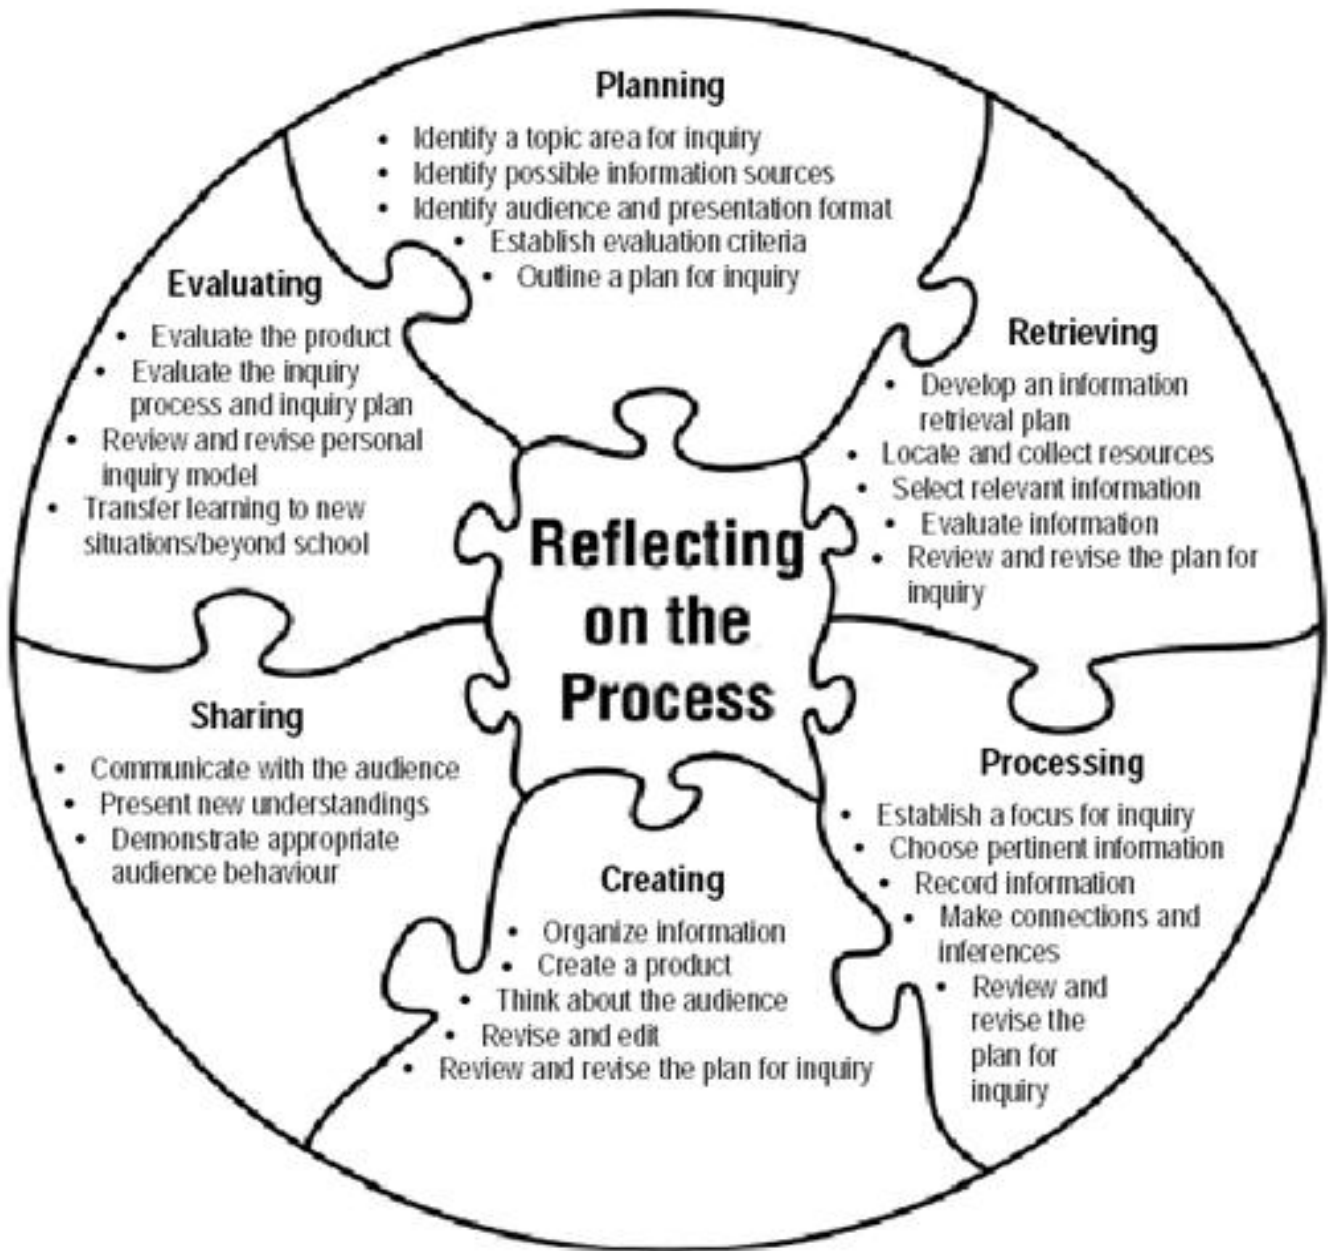 Planning
• Identify a topic area for inquiry
• Identify possible information sources
• Identify audience and presentation format
• Establish evaluation criteria
• Outline a plan for inquiry
Retrieving
• Develop an information
retrieval plan
• Locate and collect resources
• Select relevant information
• Evaluate information
• Review and revise the plan for
inquiry
Processing
• Establish a focus for inquiry
• Choose pertinent information
• Record information
• Make connections and
inferences
• Review and
revise the
plan for
inquiry
Creating
• Organize information
• Create a product
• Think about the audience
• Revise and edit
• Review and revise the plan for inquiry
Sharing
• Communicate with the audience
• Present new understandings
• Demonstrate appropriate
audience behaviour
Evaluating
• Evaluate the product
• Evaluate the inquiry
process and inquiry plan
• Review and revise personal
inquiry model
• Transfer learning to new
situations/beyond school
Reflecting
on the
Process